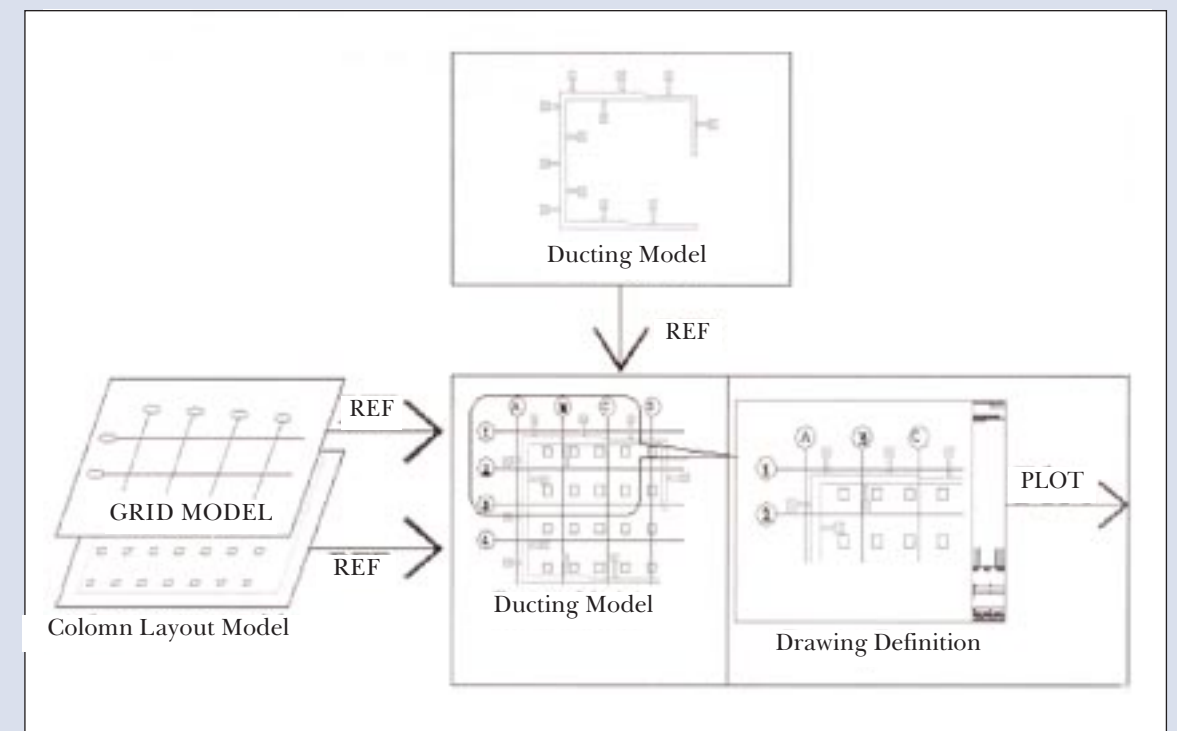 Ducting Model
REF
REF
GRID MODEL
REF
Colomn Layout Model
A B C
1
2
3
4
Ducting Model
A B C
1
2
Drawing Definition
PLOT